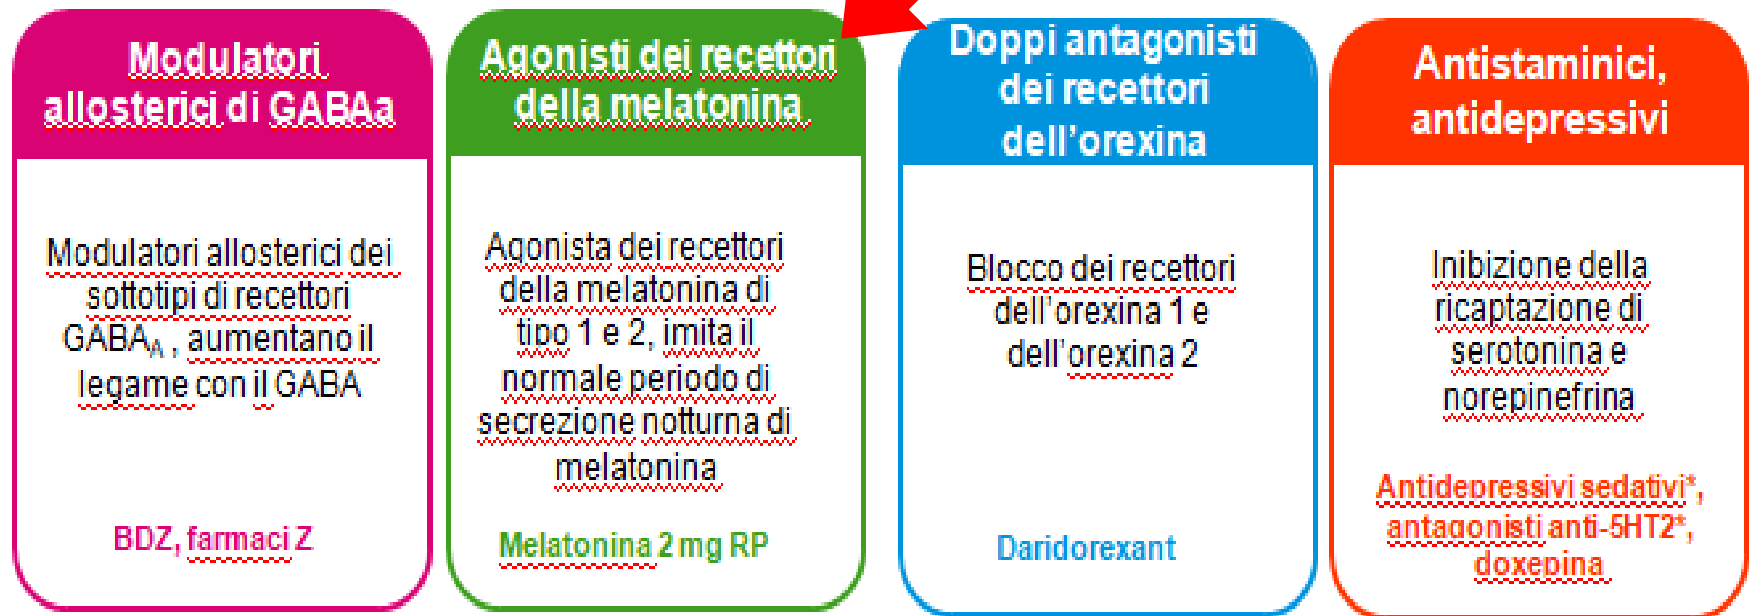 Modulatori
allosterici di GABAa
Modulatori allosterici dei
sottotipi di recettori
GABAA , aumentano il
legame con il GABA
BDZ, farmaci Z
Agonisti dei recettori
della melatonina
Agonista dei recettori
della melatonina di
tipo 1 e 2, imita il
normale periodo di
secrezione notturna di
melatonina
Melatonina 2 mg RP
Doppi antagonisti
dei recettori
dell'orexina
Blocco dei recettori
dell'orexina 1 e
dell'orexina 2
Daridorexant
Antistaminici,
antidepressivi
Inibizione della
ricaptazione di
serotonina e
norepinefrina
Antidepressivi sedativi*,
antagonisti anti-5HT2*,
doxepina